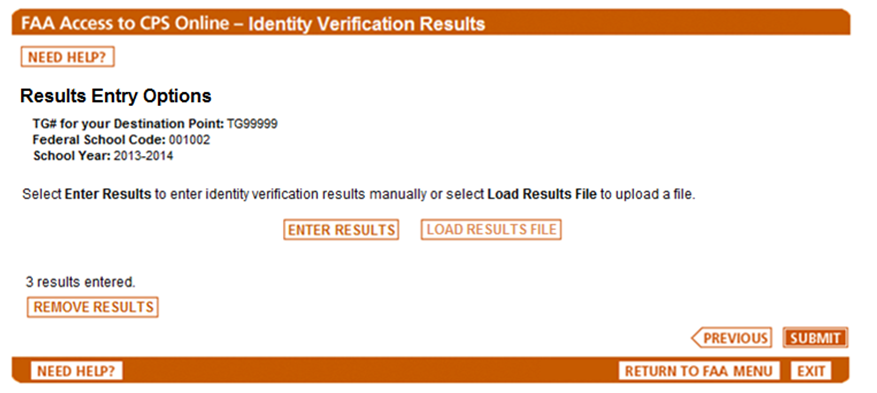 FAA Access to CPS Online – Identity Verification Results
NEED HELP?
Results Entry Options
TG# for your Destination Point: TG99999
Federal School Code: 001002
School Year: 2013-2014
Select Enter Results to enter identity verification results manually or select Load Results File to upload a file.
ENTER RESULTS LOAD RESULTS FILE
3 results entered.
REMOVE RESULTS
PREVIOUS SUBMIT
NEED HELP? RETURN TO FAA MENU EXIT